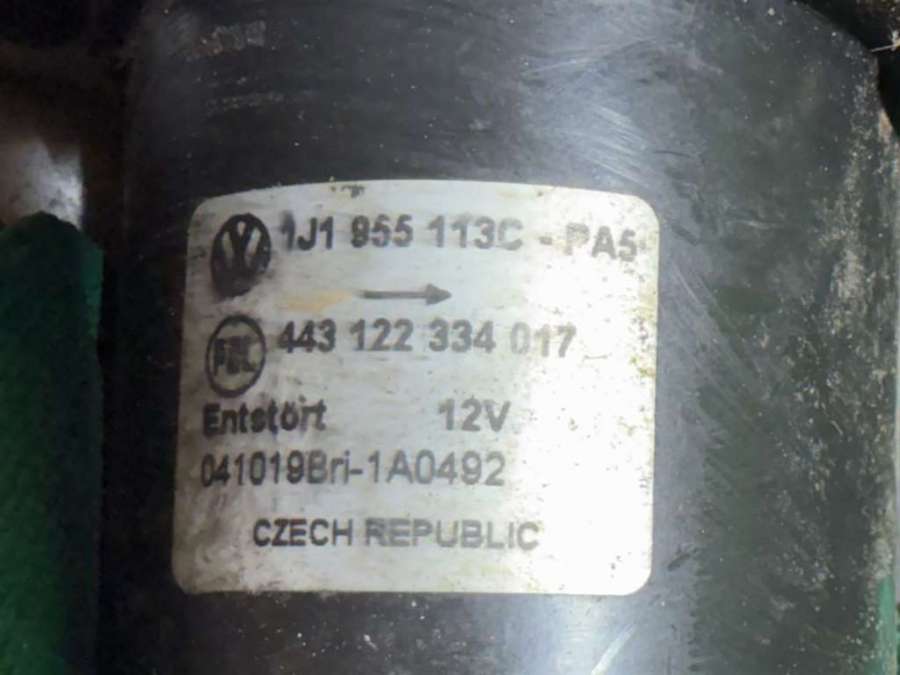 1J1 955 113C - PA5
443 122 334 017
Entstört 12V
041019Bri-1A0492
CZECH REPUBLIC